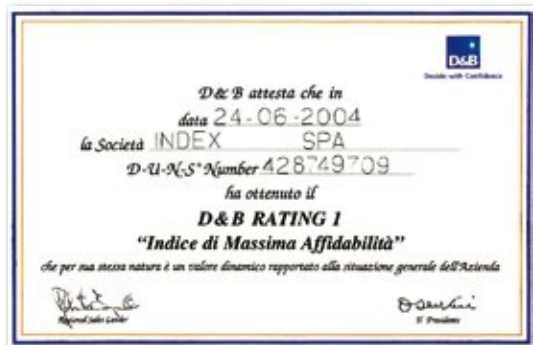 D&B
Decide with Confidence
D&B attesta che in
data 24-06-2004
la Società INDEX SPA
D-U-N-S® Number 428749709
ha ottenuto il
D&B RATING 1
“Indice di Massima Affidabilità”
che per sua stessa natura è un valore dinamico rapportato alla situazione generale dell'Azienda
Regional Sales Leader
Il Presidente